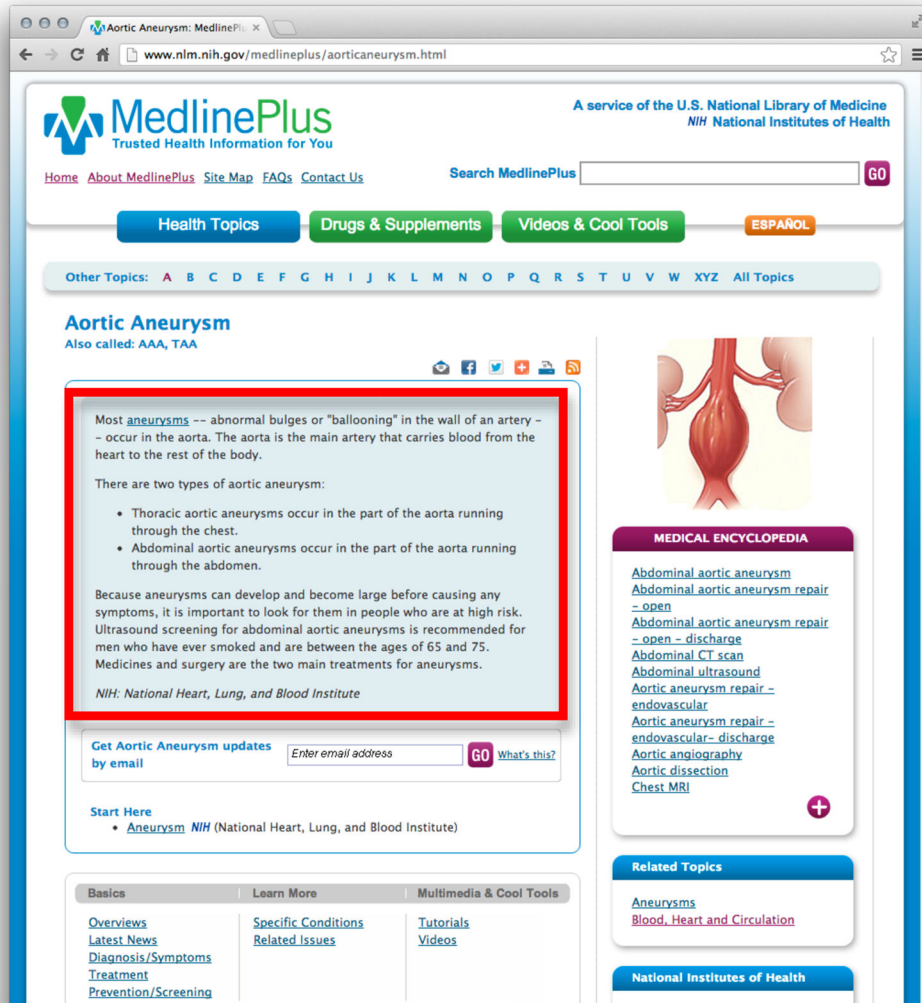 Aortic Aneurysm: MedlinePlu
www.nlm.nih.gov/medlineplus/aorticaneurysm.html
MedlinePlus
Trusted Health Information for You
A service of the U.S. National Library of Medicine
NIH National Institutes of Health
Home About MedlinePlus Site Map FAQs Contact Us
Search MedlinePlus GO
Health Topics Drugs & Supplements Videos & Cool Tools ESPAÑOL
Other Topics: A B C D E F G H I J K L M N O P Q R S T U V W XYZ All Topics
Aortic Aneurysm
Also called: AAA, TAA
Most aneurysms -- abnormal bulges or "ballooning" in the wall of an artery –
– occur in the aorta. The aorta is the main artery that carries blood from the
heart to the rest of the body.
There are two types of aortic aneurysm:
• Thoracic aortic aneurysms occur in the part of the aorta running
through the chest.
• Abdominal aortic aneurysms occur in the part of the aorta running
through the abdomen.
Because aneurysms can develop and become large before causing any
symptoms, it is important to look for them in people who are at high risk.
Ultrasound screening for abdominal aortic aneurysms is recommended for
men who have ever smoked and are between the ages of 65 and 75.
Medicines and surgery are the two main treatments for aneurysms.
NIH: National Heart, Lung, and Blood Institute
Get Aortic Aneurysm updates
by email
Enter email address GO What's this?
Start Here
• Aneurysm NIH (National Heart, Lung, and Blood Institute)
Basics
Overviews
Latest News
Diagnosis/Symptoms
Treatment
Prevention/Screening
Learn More
Specific Conditions
Related Issues
Multimedia & Cool Tools
Tutorials
Videos
MEDICAL ENCYCLOPEDIA
Abdominal aortic aneurysm
Abdominal aortic aneurysm repair
– open
Abdominal aortic aneurysm repair
– open – discharge
Abdominal CT scan
Abdominal ultrasound
Aortic aneurysm repair –
endovascular
Aortic aneurysm repair –
endovascular– discharge
Aortic angiography
Aortic dissection
Chest MRI
Related Topics
Aneurysms
Blood, Heart and Circulation
National Institutes of Health